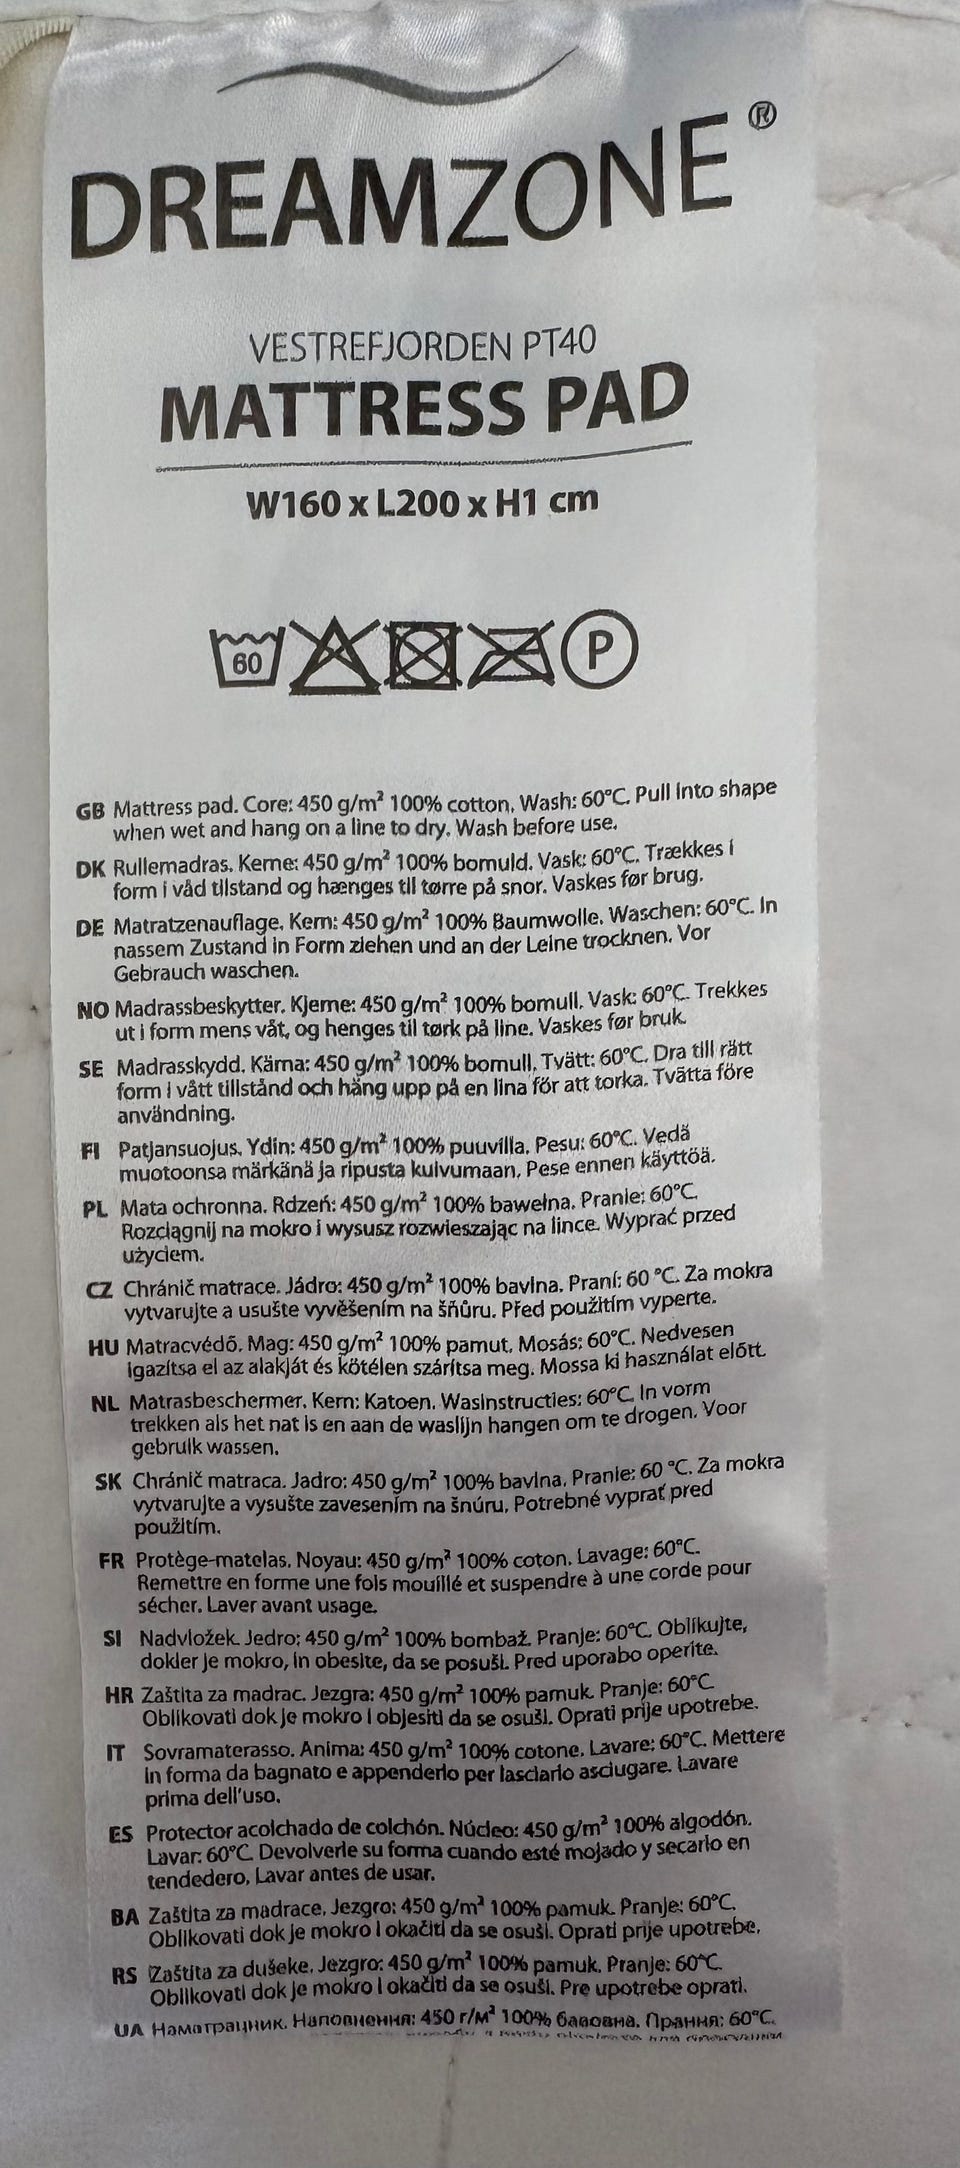 DREAMZONE®
VESTREFJORDEN PT40
MATTRESS PAD
W160 x L200 x H1 cm
60 P
GB Mattress pad. Core: 450 g/m² 100% cotton. Wash: 60°C. Pull into shape
when wet and hang on a line to dry. Wash before use.
DK Rullemadras. Kerne: 450 g/m² 100% bomuld. Vask: 60°C. Trækkes i
form i våd tilstand og hænges til tørre på snor. Vaskes før brug.
DE Matratzenauflage. Kern: 450 g/m² 100% Baumwolle. Waschen: 60°C. In
nassem Zustand in Form ziehen und an der Leine trocknen. Vor
Gebrauch waschen.
NO Madrassbeskytter. Kjerne: 450 g/m² 100% bomull. Vask: 60°C. Trekkes
ut i form mens våt, og henges til tørk på line. Vaskes før bruk.
SE Madrasskydd. Kärna: 450 g/m² 100% bomull. Tvätt: 60°C. Dra till rätt
form i vått tillstånd och häng upp på en lina för att torka. Tvätta före
användning.
FI Patjansuojus. Ydin: 450 g/m² 100% puuvilla. Pesu: 60°C. Vedä
muotoonsa märkänä ja ripusta kuivumaan. Pese ennen käyttöä.
PL Mata ochronna. Rdzeń: 450 g/m² 100% bawełna. Pranie: 60°C.
Rozciągnij na mokro i wysusz rozwieszając na lince. Wyprać przed
użyciem.
CZ Chránič matrace. Jádro: 450 g/m² 100% bavlna. Praní: 60 °C. Za mokra
vytvarujte a usušte vyvěšením na šňůru. Před použitím vyperte.
HU Matracvédő. Mag: 450 g/m² 100% pamut. Mosás: 60°C. Nedvesen
igazítsa el az alakját és kötélen szárítsa meg. Mossa ki használat előtt.
NL Matrasbeschermer. Kern: Katoen. Wasinstructies: 60°C. In vorm
trekken als het nat is en aan de waslijn hangen om te drogen. Voor
gebruik wassen.
SK Chránič matraca. Jadro: 450 g/m² 100% bavlna. Pranie: 60 °C. Za mokra
vytvarujte a vysušte zavesením na šnúru. Potrebné vyprať pred
použitím.
FR Protège-matelas. Noyau: 450 g/m² 100% coton. Lavage: 60°C.
Remettre en forme une fois mouillé et suspendre à une corde pour
sécher. Laver avant usage.
SI Nadvložek. Jedro: 450 g/m² 100% bombaž. Pranje: 60°C. Oblikujte,
dokler je mokro, in obesite, da se posuši. Pred uporabo operite.
HR Zaštita za madrac. Jezgra: 450 g/m² 100% pamuk. Pranje: 60°C.
Oblikovati dok je mokro i objesiti da se osuši. Oprati prije upotrebe.
IT Sovramaterasso. Anima: 450 g/m² 100% cotone. Lavare: 60°C. Mettere
in forma da bagnato e appenderlo per lasciarlo asciugare. Lavare
prima dell'uso.
ES Protector acolchado de colchón. Núcleo: 450 g/m² 100% algodón.
Lavar: 60°C. Devolverle su forma cuando esté mojado y secarlo en
tendedero. Lavar antes de usar.
BA Zaštita za madrace. Jezgro: 450 g/m² 100% pamuk. Pranje: 60°C.
Oblikovati dok je mokro i okačiti da se osuši. Oprati prije upotrebe.
RS Zaštita za dušeke. Jezgro: 450 g/m² 100% pamuk. Pranje: 60°C.
Oblikovati dok je mokro i okačiti da se osuši. Pre upotrebe oprati.
UA Наматрацник. Наповнення: 450 г/м² 100% бавовна. Прання: 60°C.